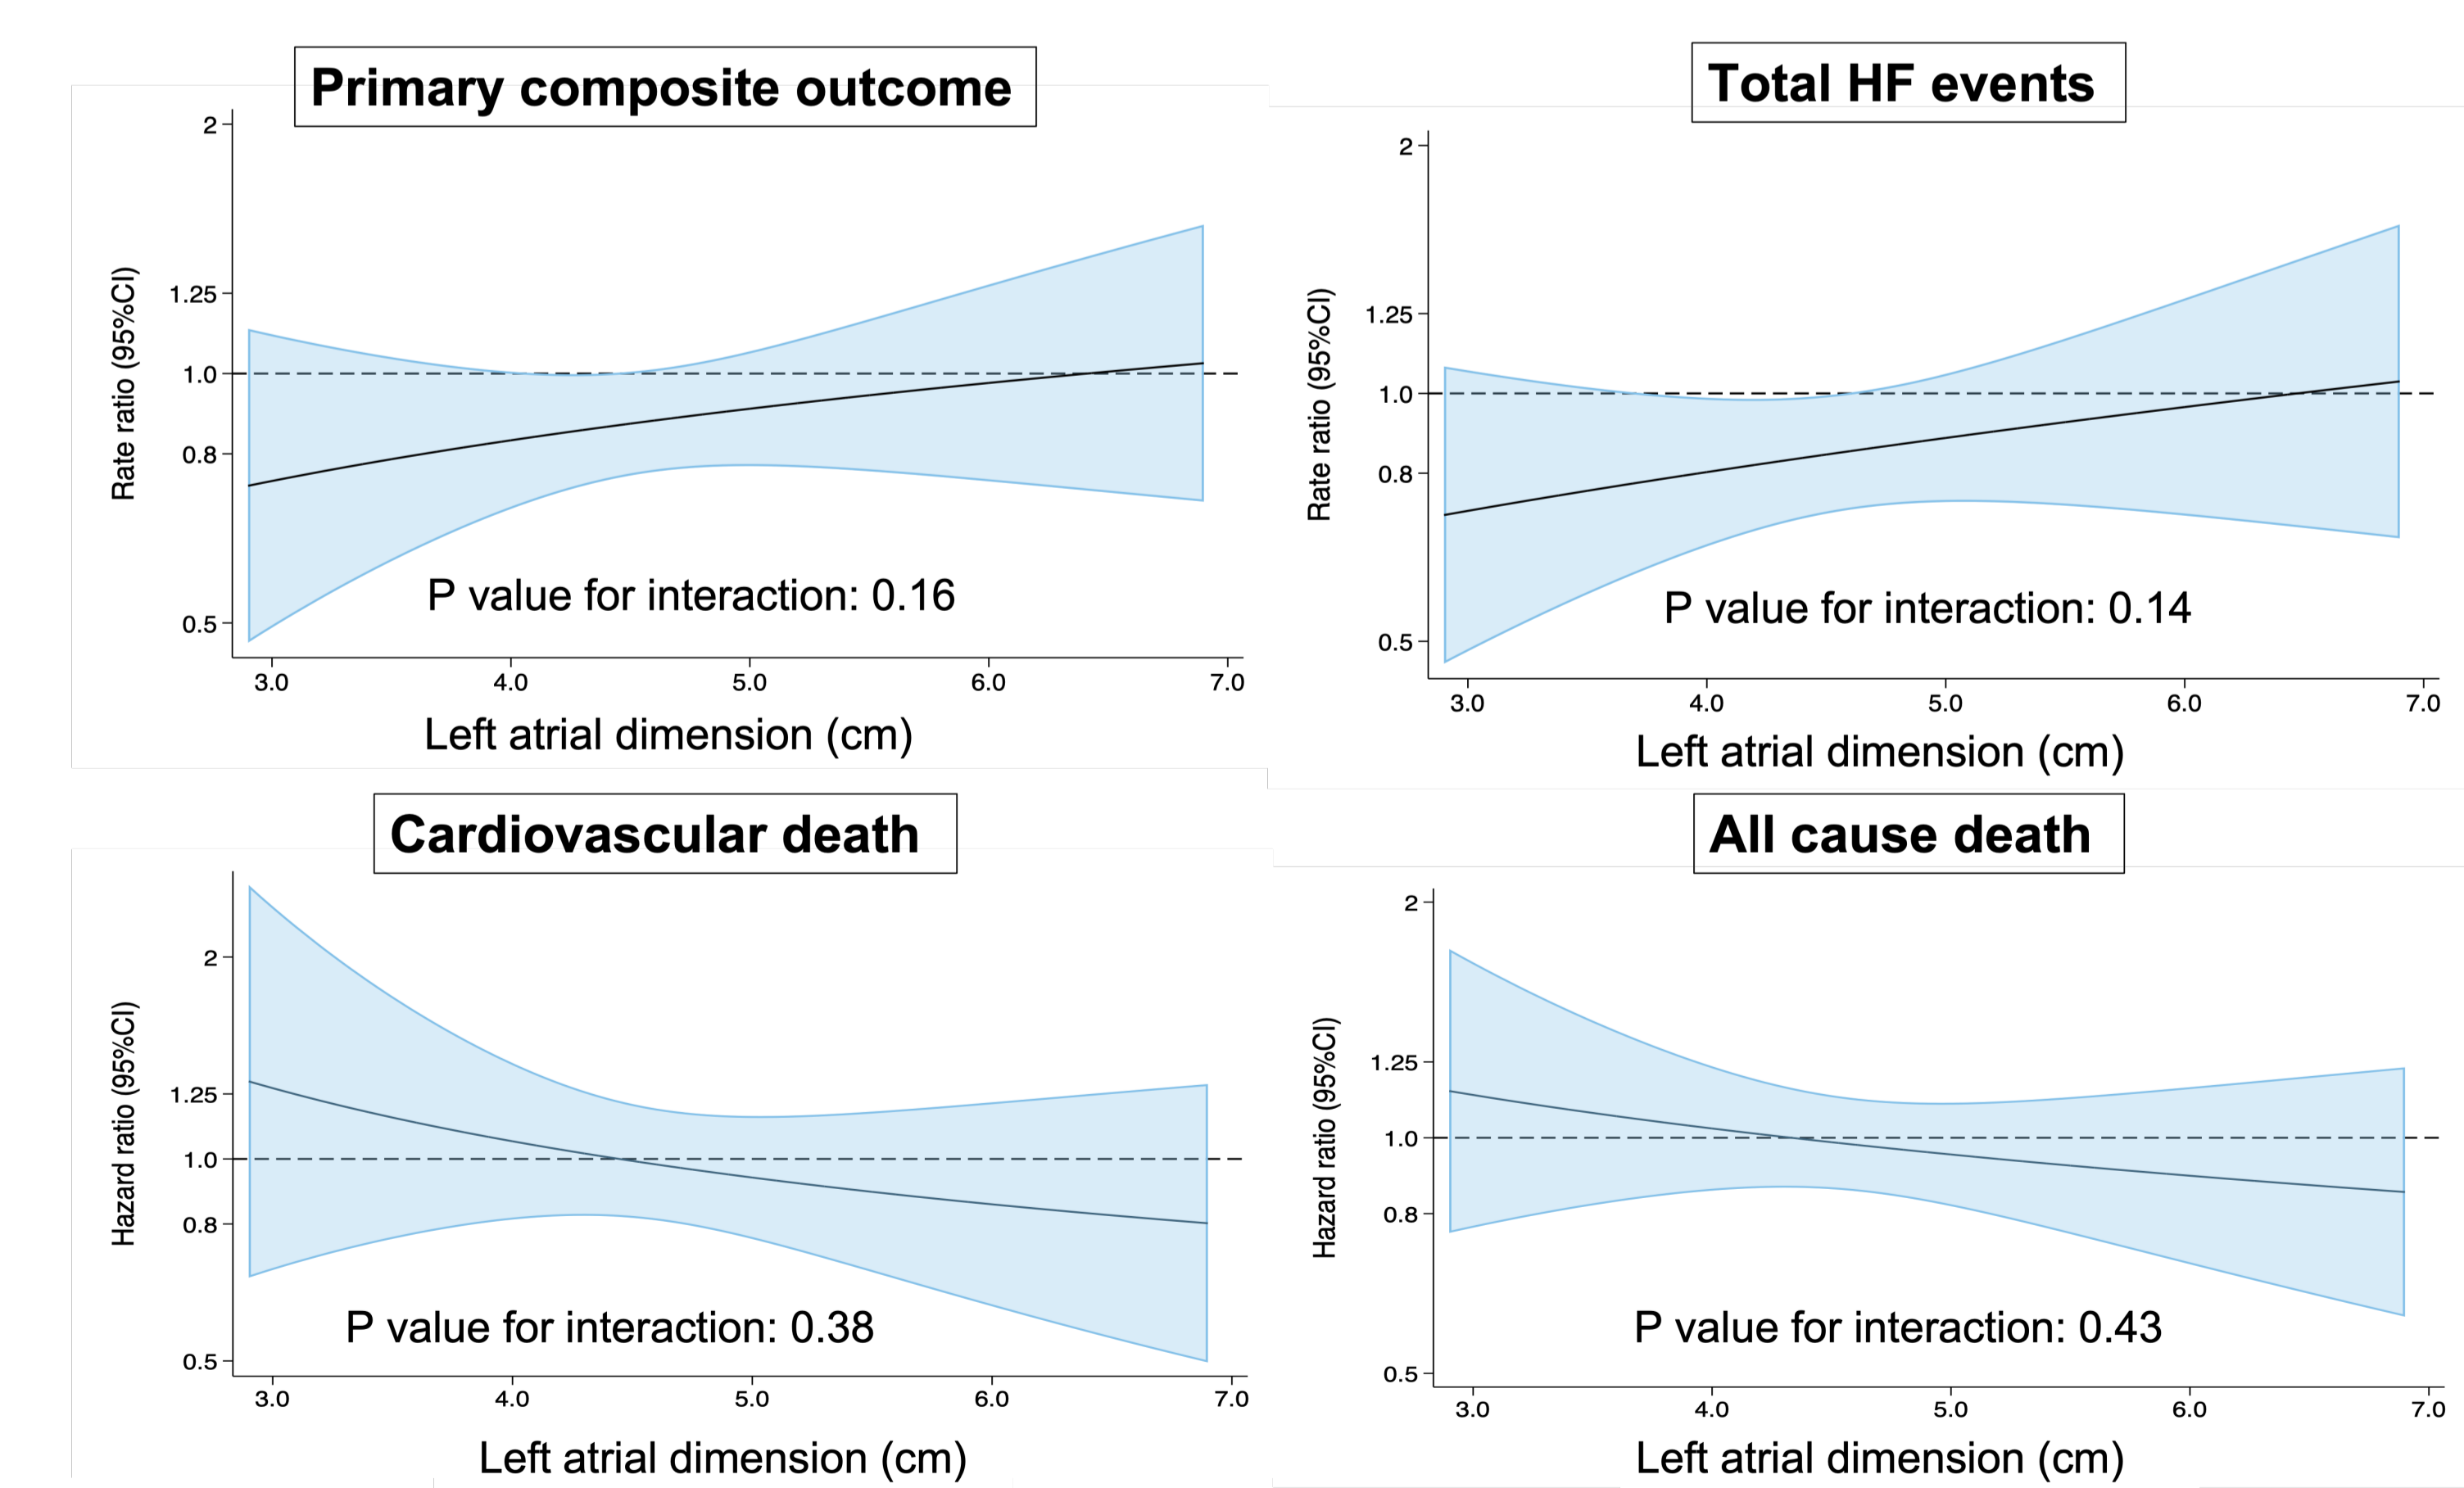 Primary composite outcome
2
1.25
1.0
0.8
0.5
Rate ratio (95%CI)
P value for interaction: 0.16
3.0 4.0 5.0 6.0 7.0
Left atrial dimension (cm)
Total HF events
2
1.25
1.0
0.8
0.5
Rate ratio (95%CI)
P value for interaction: 0.14
3.0 4.0 5.0 6.0 7.0
Left atrial dimension (cm)
Cardiovascular death
2
1.25
1.0
0.8
0.5
Hazard ratio (95%CI)
P value for interaction: 0.38
3.0 4.0 5.0 6.0 7.0
Left atrial dimension (cm)
All cause death
2
1.25
1.0
0.8
0.5
Hazard ratio (95%CI)
P value for interaction: 0.43
3.0 4.0 5.0 6.0 7.0
Left atrial dimension (cm)